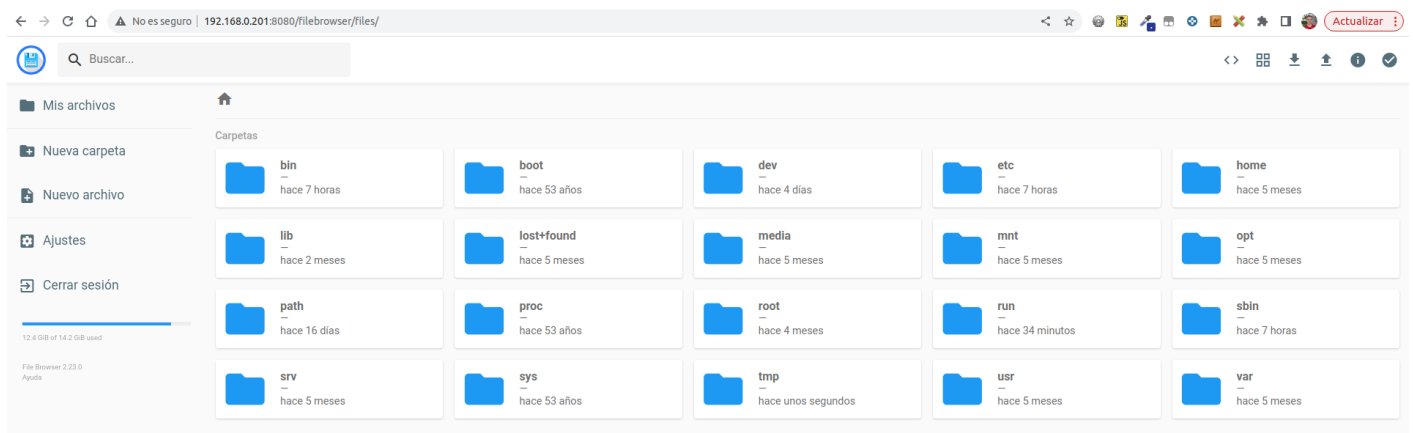 No es seguro
192.168.0.201:8080/filebrowser/files/
Actualizar
Buscar...
Mis archivos
Nueva carpeta
Nuevo archivo
Ajustes
Cerrar sesión
12.4 GiB of 14.2 GiB used
File Browser 2.23.0
Ayuda
Carpetas
bin
—
hace 7 horas
boot
—
hace 53 años
dev
—
hace 4 días
etc
—
hace 7 horas
home
—
hace 5 meses
lib
—
hace 2 meses
lost+found
—
hace 5 meses
media
—
hace 5 meses
mnt
—
hace 5 meses
opt
—
hace 5 meses
path
—
hace 16 días
proc
—
hace 53 años
root
—
hace 4 meses
run
—
hace 34 minutos
sbin
—
hace 7 horas
srv
—
hace 5 meses
sys
—
hace 53 años
tmp
—
hace unos segundos
usr
—
hace 5 meses
var
—
hace 5 meses